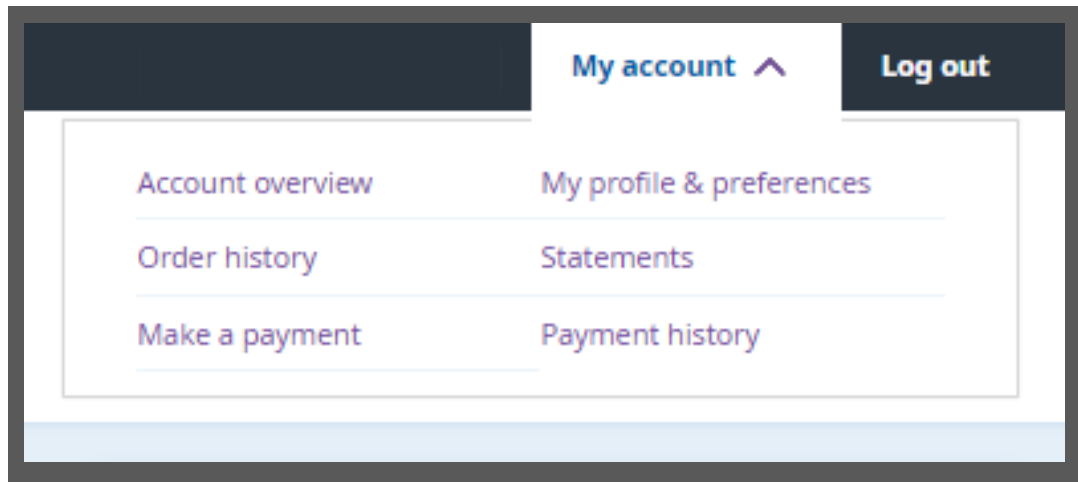 My account Log out
Account overview My profile & preferences
Order history Statements
Make a payment Payment history